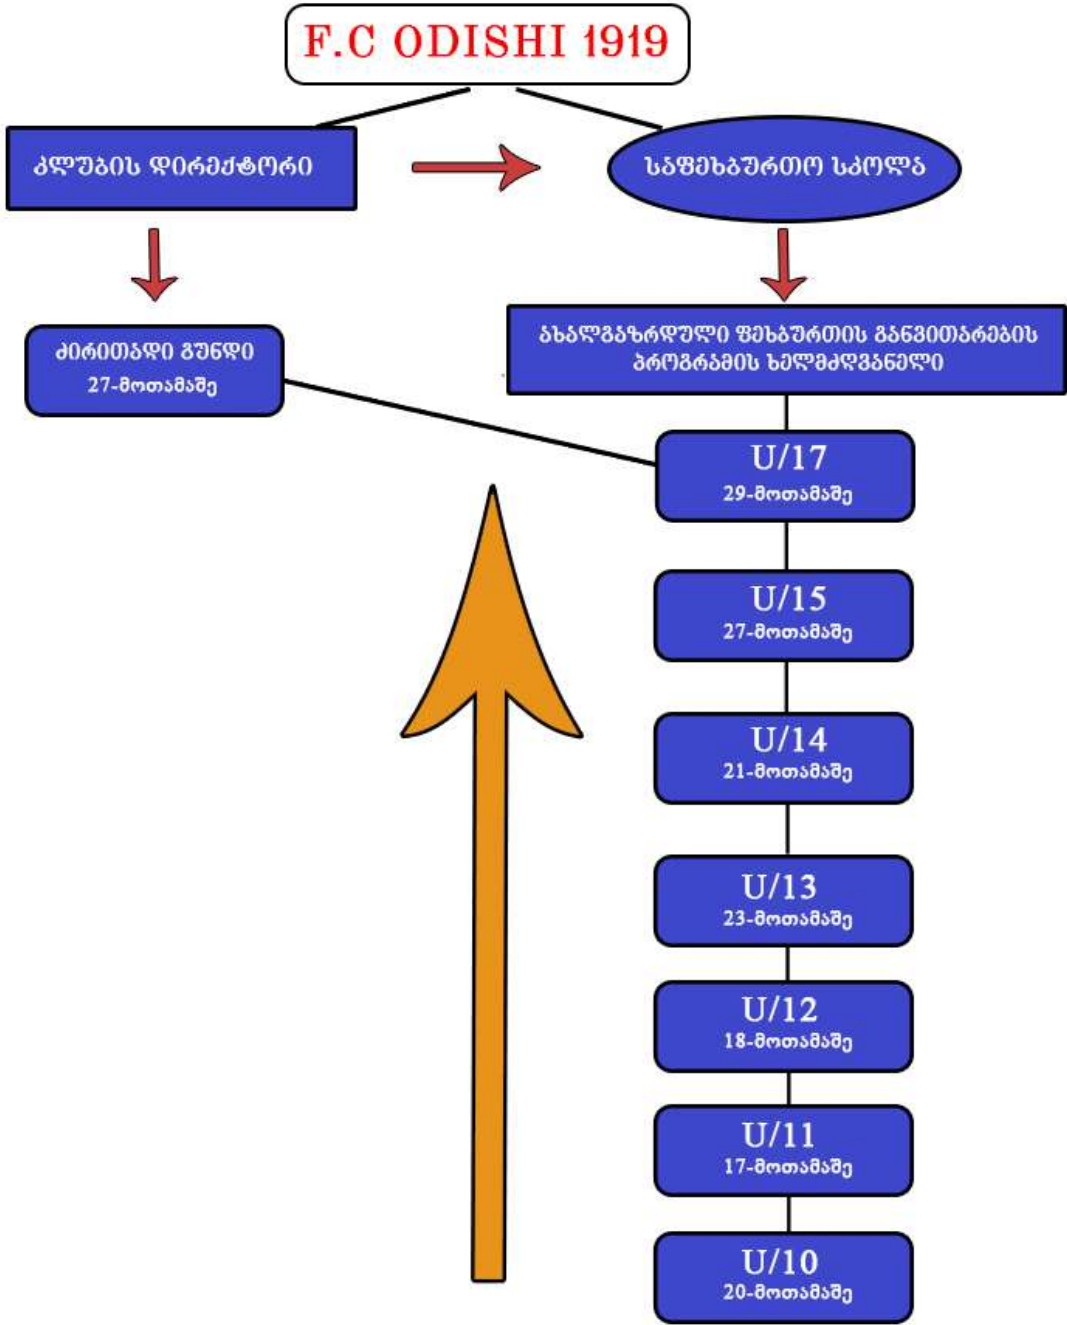 F.C ODISHI 1919
კლუბის დირექტორი
საფეხბურთო სკოლა
ძირითადი გუნდი
27-მოთამაშე
ახალგაზრდული ფეხბურთის განვითარების
პროგრამის ხელმძღვანელი
U/17
29-მოთამაშე
U/15
27-მოთამაშე
U/14
21-მოთამაშე
U/13
23-მოთამაშე
U/12
18-მოთამაშე
U/11
17-მოთამაშე
U/10
20-მოთამაშე